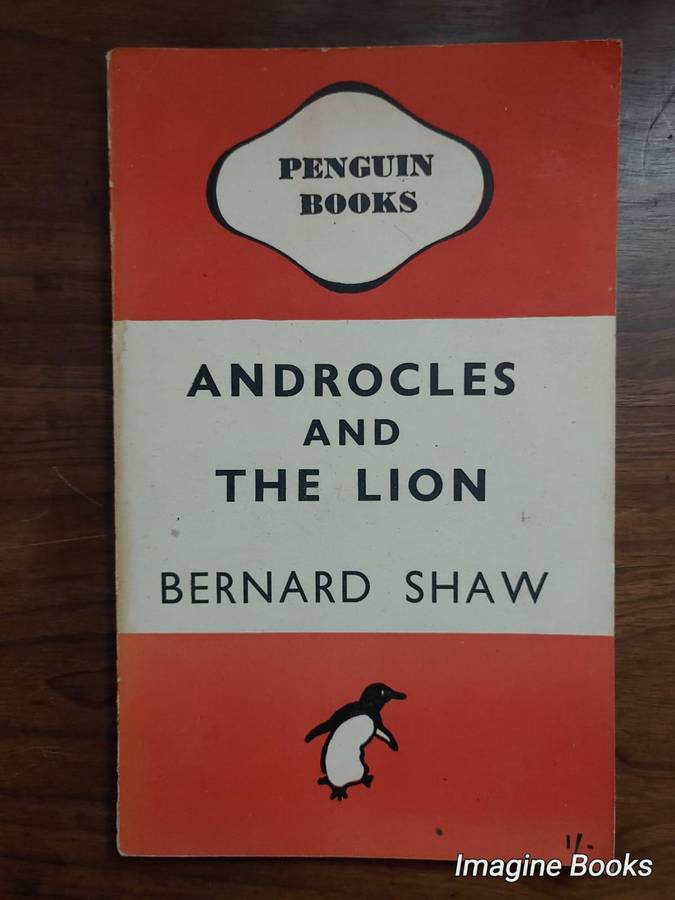 PENGUIN
BOOKS
ANDROCLES
AND
THE LION
BERNARD SHAW
1/-
Imagine Books